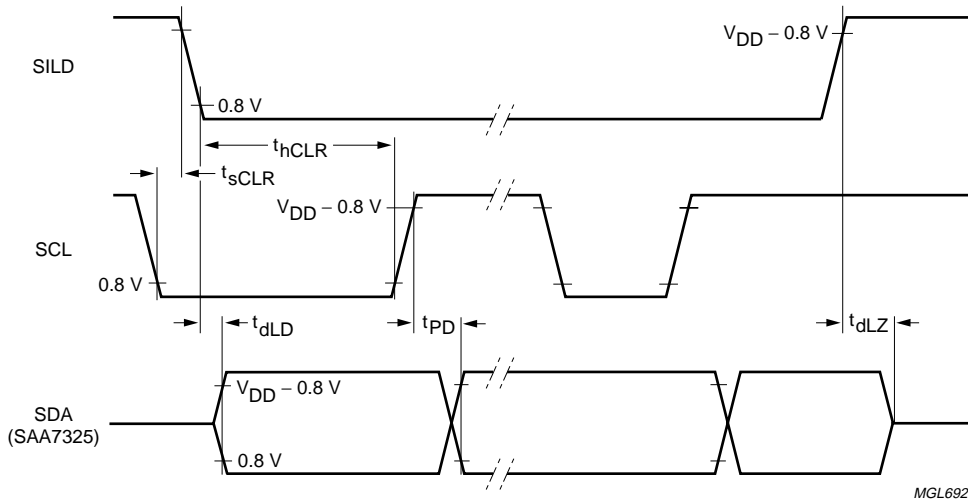 V_DD – 0.8 V
SILD
0.8 V
t_hCLR
t_sCLR
V_DD – 0.8 V
SCL
0.8 V
t_dLD
t_PD
t_dLZ
V_DD – 0.8 V
SDA
(SAA7325)
0.8 V
MGL692